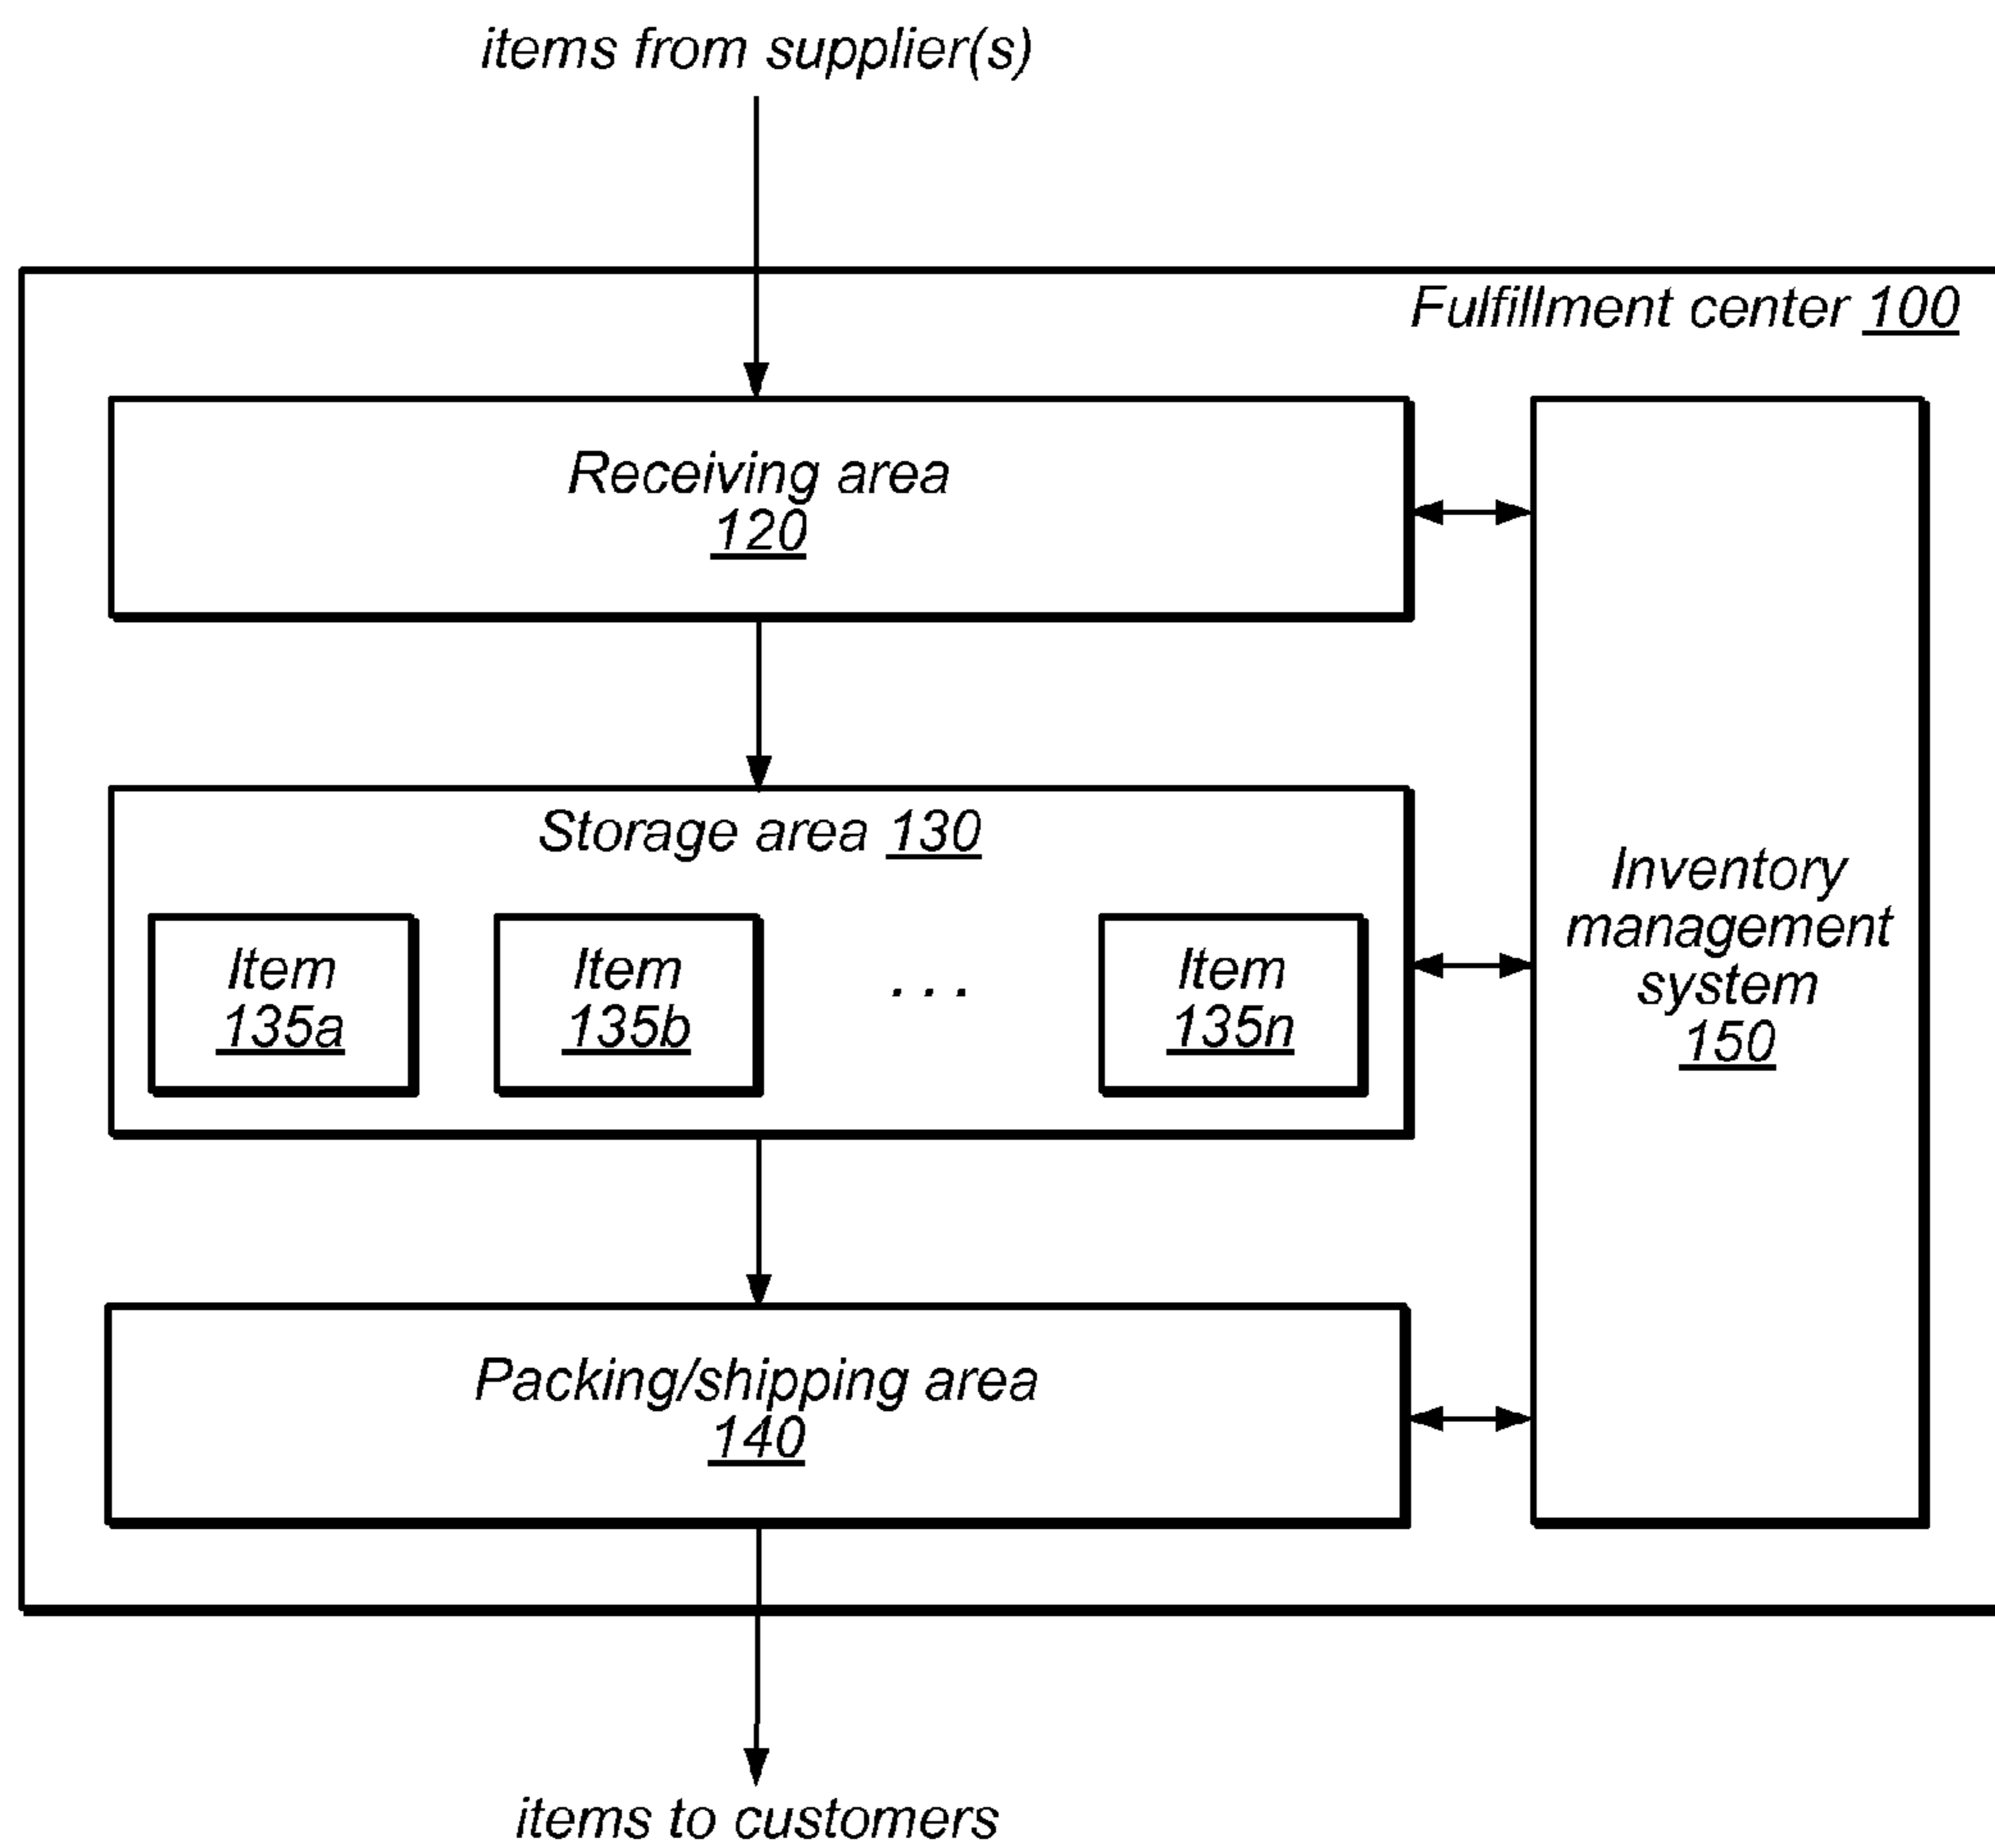 items from supplier(s)
Fulfillment center 100
Receiving area
120
Storage area 130
Item
135a
Item
135b
. . .
Item
135n
Inventory
management
system
150
Packing/shipping area
140
items to customers